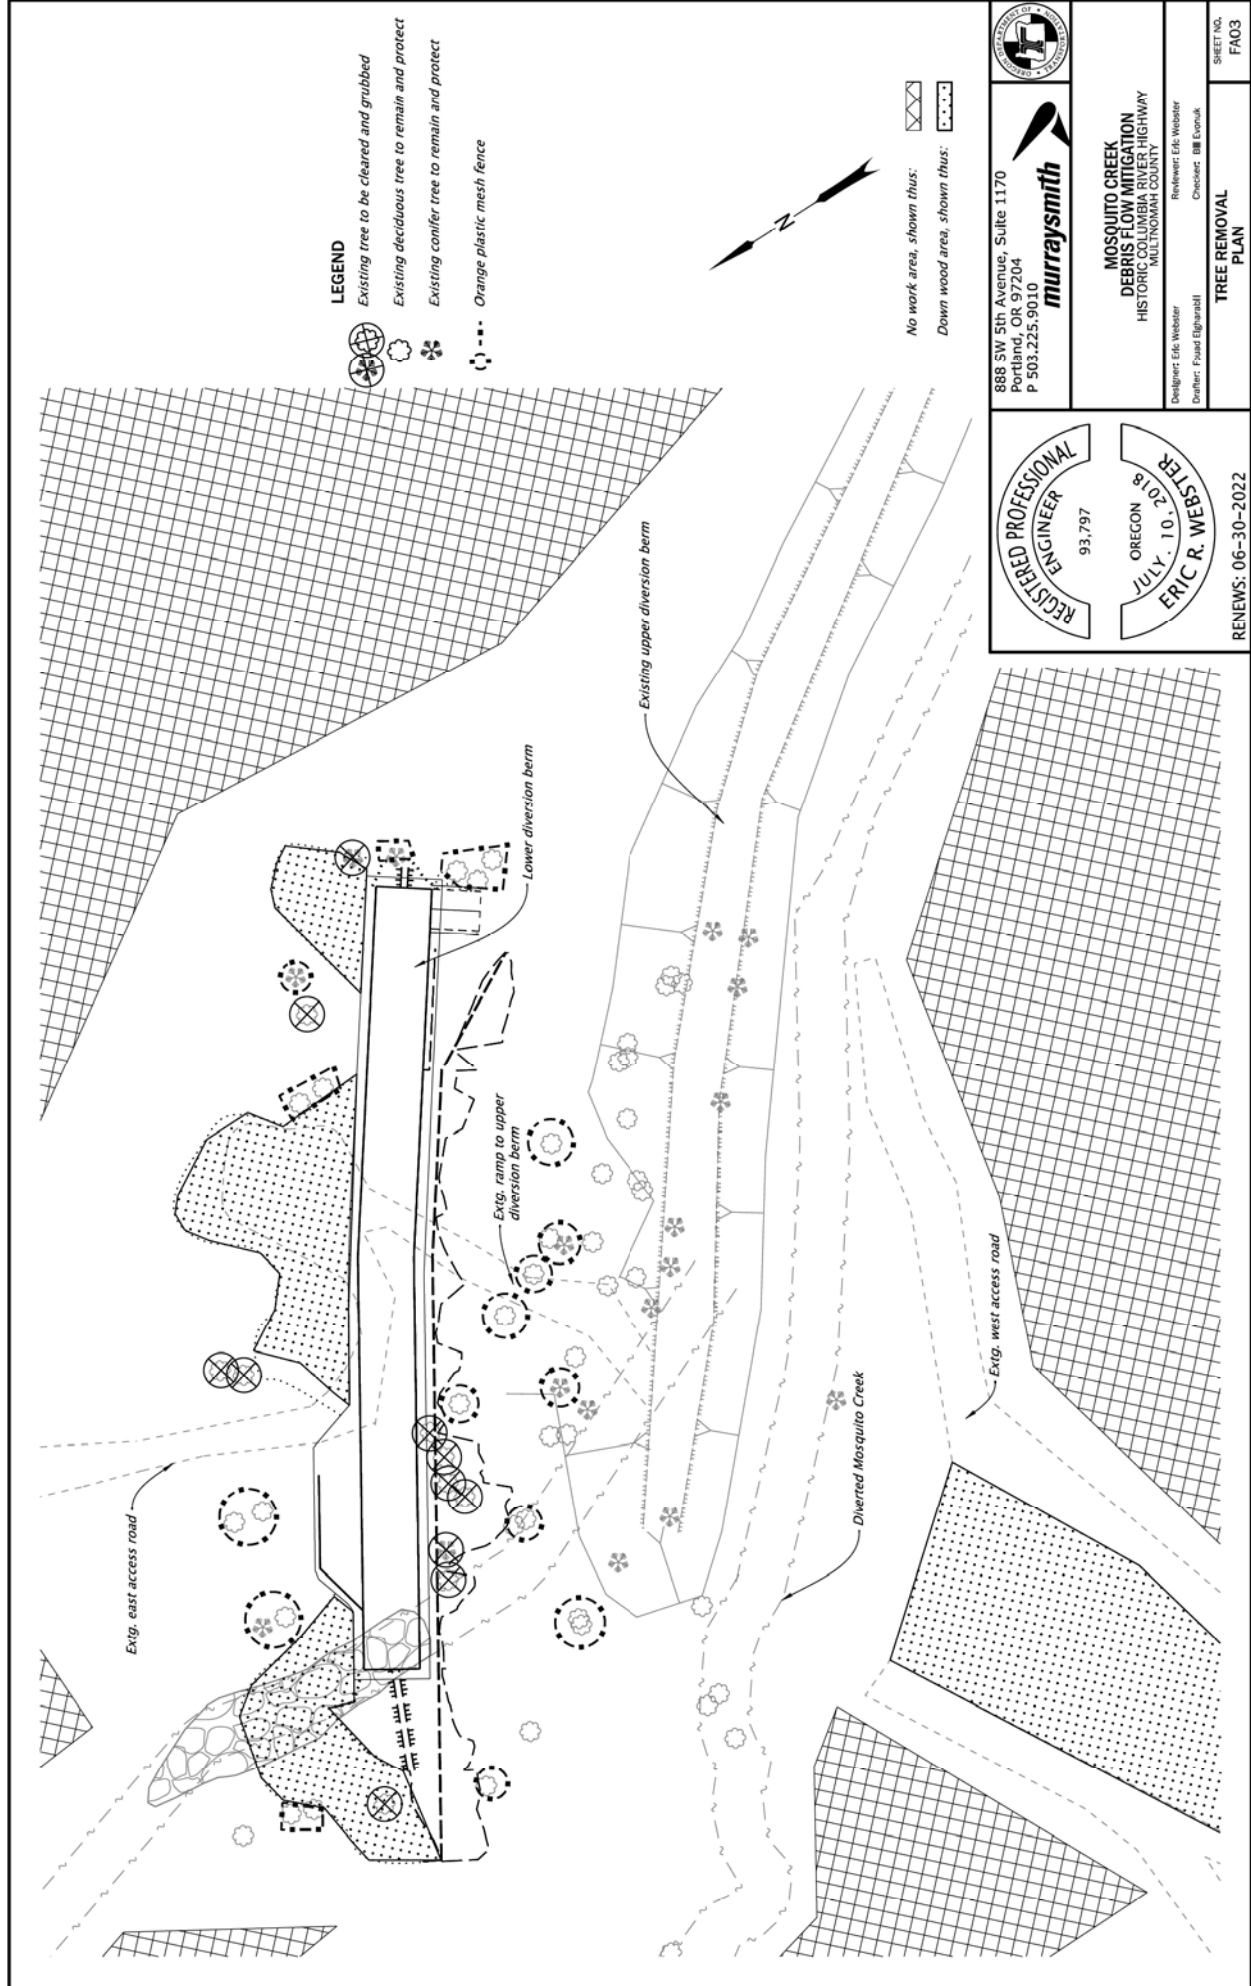 LEGEND
Existing tree to be cleared and grubbed
Existing deciduous tree to remain and protect
Existing conifer tree to remain and protect
Orange plastic mesh fence
N
No work area, shown thus:
Down wood area, shown thus:
Existing upper diversion berm
Lower diversion berm
Extg. ramp to upper
diversion berm
Extg. east access road
Diverted Mosquito Creek
Extg. west access road
REGISTERED PROFESSIONAL
ENGINEER
93,797
OREGON
JULY. 10, 2018
ERIC R. WEBSTER
RENEWS: 06-30-2022
888 SW 5th Avenue, Suite 1170
Portland, OR 97204
P 503.225.9010
murraysmith
OREGON DEPARTMENT OF
TRANSPORTATION
MOSQUITO CREEK
DEBRIS FLOW MITIGATION
HISTORIC COLUMBIA RIVER HIGHWAY
MULTNOMAH COUNTY
Designer: Eric Webster
Reviewer: Eric Webster
Drafter: Fouad Elgharabli
Checker: Bill Evonuk
TREE REMOVAL
PLAN
SHEET NO.
FA03